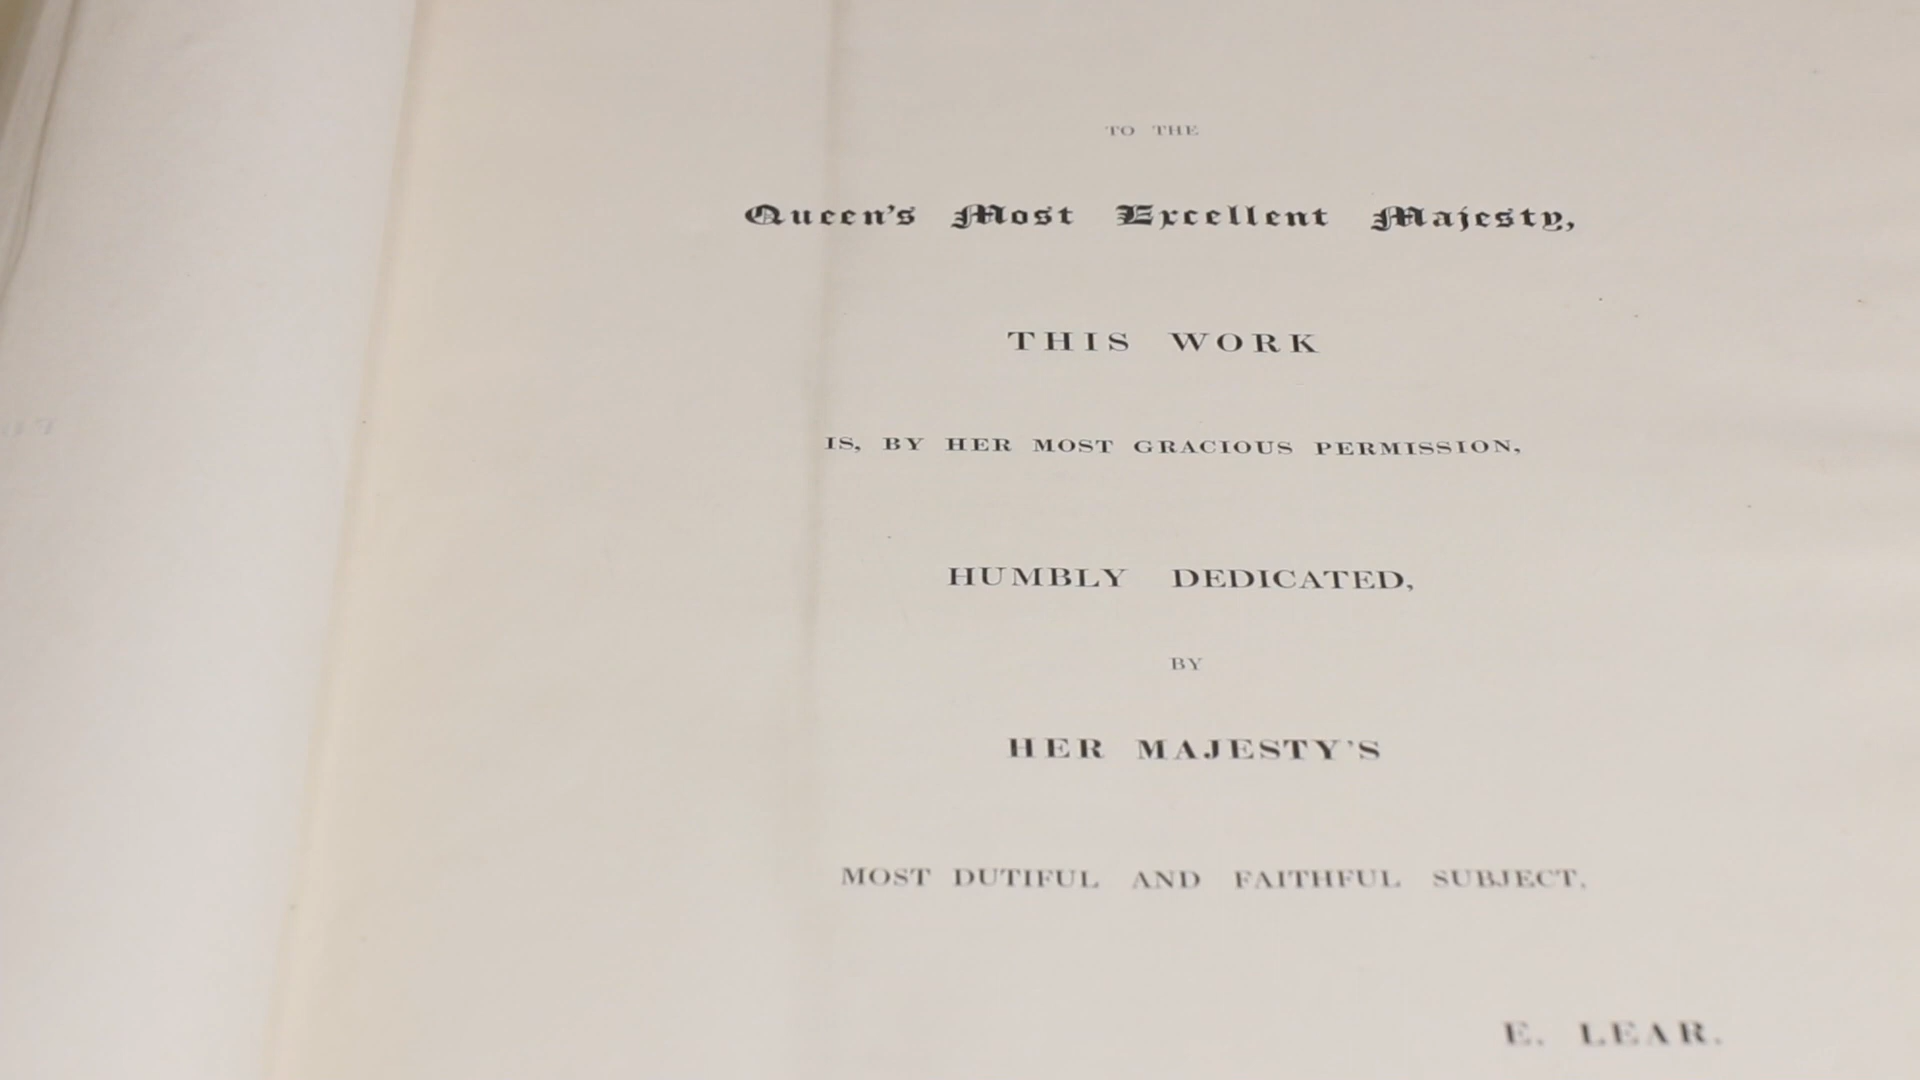 TO THE
Queen's Most Excellent Majesty,
THIS WORK
IS, BY HER MOST GRACIOUS PERMISSION,
HUMBLY DEDICATED,
BY
HER MAJESTY'S
MOST DUTIFUL AND FAITHFUL SUBJECT,
E. LEAR.